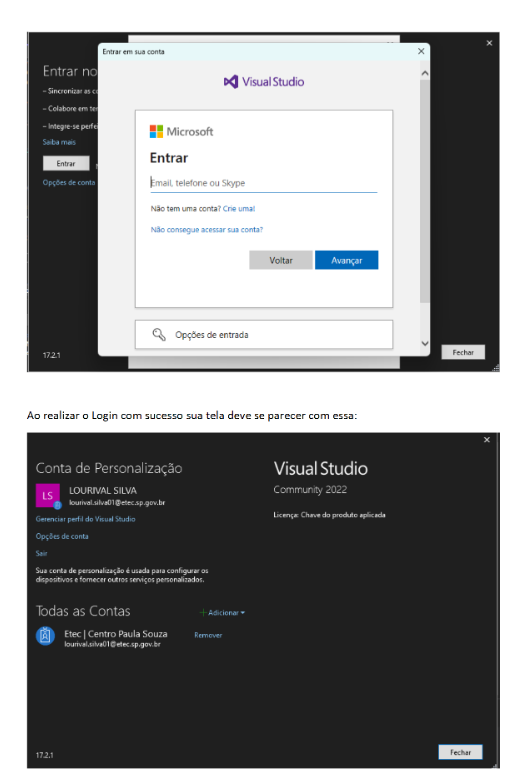 Entrar em sua conta
Entrar no
Visual Studio
– Sincronizar as co
– Colabore em te
– Integre-se perfe
Saiba mais
Entrar
Opções de conta
Microsoft
Entrar
Email, telefone ou Skype
Não tem uma conta? Crie uma!
Não consegue acessar sua conta?
Voltar
Avançar
Opções de entrada
17.2.1
Fechar
Ao realizar o Login com sucesso sua tela deve se parecer com essa:
Conta de Personalização
LS
LOURIVAL SILVA
lourival.silva01@etec.sp.gov.br
Gerenciar perfil do Visual Studio
Opções de conta
Sair
Sua conta de personalização é usada para configurar os
dispositivos e fornecer outros serviços personalizados.
Visual Studio
Community 2022
Licença: Chave do produto aplicada
Todas as Contas
Adicionar
Etec | Centro Paula Souza
lourival.silva01@etec.sp.gov.br
Remover
17.2.1
Fechar